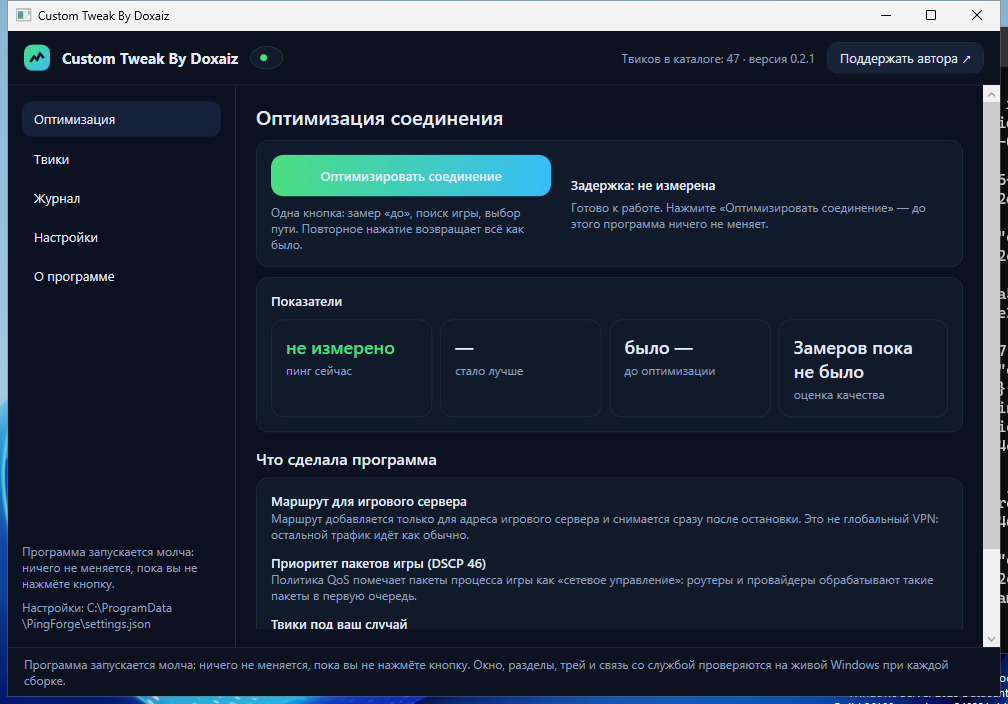 Custom Tweak By Doxaiz
Custom Tweak By Doxaiz
Твиков в каталоге: 47 · версия 0.2.1
Поддержать автора ↗
Оптимизация
Твики
Журнал
Настройки
О программе
Программа запускается молча:
ничего не меняется, пока вы не
нажмёте кнопку.
Настройки: C:\ProgramData
\PingForge\settings.json
Оптимизация соединения
Оптимизировать соединение
Одна кнопка: замер «до», поиск игры, выбор
пути. Повторное нажатие возвращает всё как
было.
Задержка: не измерена
Готово к работе. Нажмите «Оптимизировать соединение» — до
этого программа ничего не меняет.
Показатели
не измерено
пинг сейчас
—
стало лучше
было —
до оптимизации
Замеров пока
не было
оценка качества
Что сделала программа
Маршрут для игрового сервера
Маршрут добавляется только для адреса игрового сервера и снимается сразу после остановки. Это не глобальный VPN:
остальной трафик идёт как обычно.
Приоритет пакетов игры (DSCP 46)
Политика QoS помечает пакеты процесса игры как «сетевое управление»: роутеры и провайдеры обрабатывают такие
пакеты в первую очередь.
Твики под ваш случай
Программа запускается молча: ничего не меняется, пока вы не нажмёте кнопку. Окно, разделы, трей и связь со службой проверяются на живой Windows при каждой
сборке.